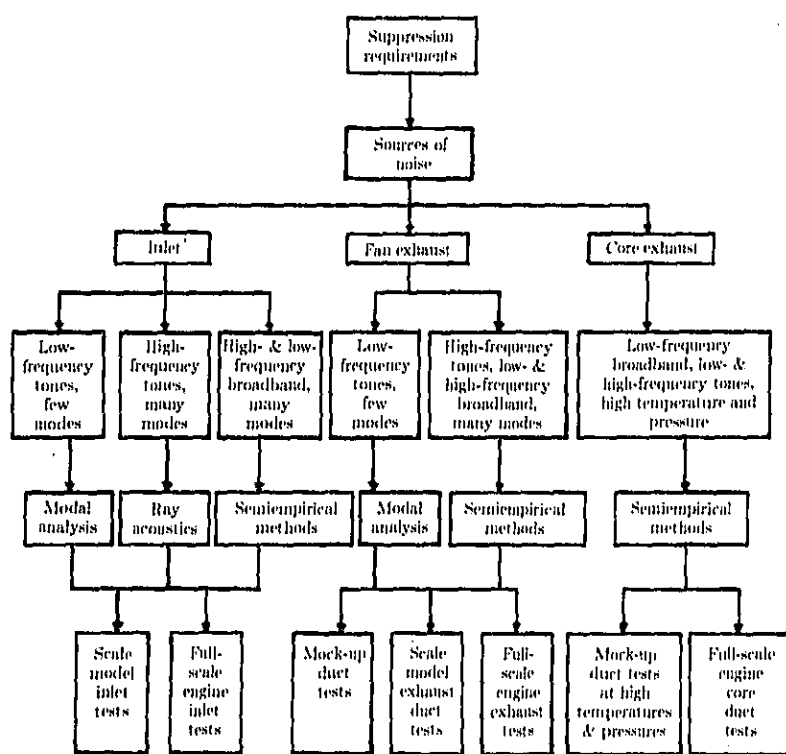 Suppression
requirements
Sources of
noise
Inlet
Fan exhaust
Core exhaust
Low-
frequency
tones,
few
modes
High-
frequency
tones,
many
modes
High- & low-
frequency
broadband,
many
modes
Low-
frequency
tones,
few
modes
High-frequency
tones, low- &
high-frequency
broadband,
many modes
Low-frequency
broadband, low- &
high-frequency tones,
high temperature and
pressure
Modal
analysis
Ray
acoustics
Semiempirical
methods
Modal
analysis
Semiempirical
methods
Semiempirical
methods
Scale
model
inlet
tests
Full-
scale
engine
inlet
tests
Mock-up
duct
tests
Scale
model
exhaust
duct
tests
Full-
scale
engine
exhaust
tests
Mock-up
duct tests
at high
temperatures
& pressures
Full-scale
engine
core
duct
tests